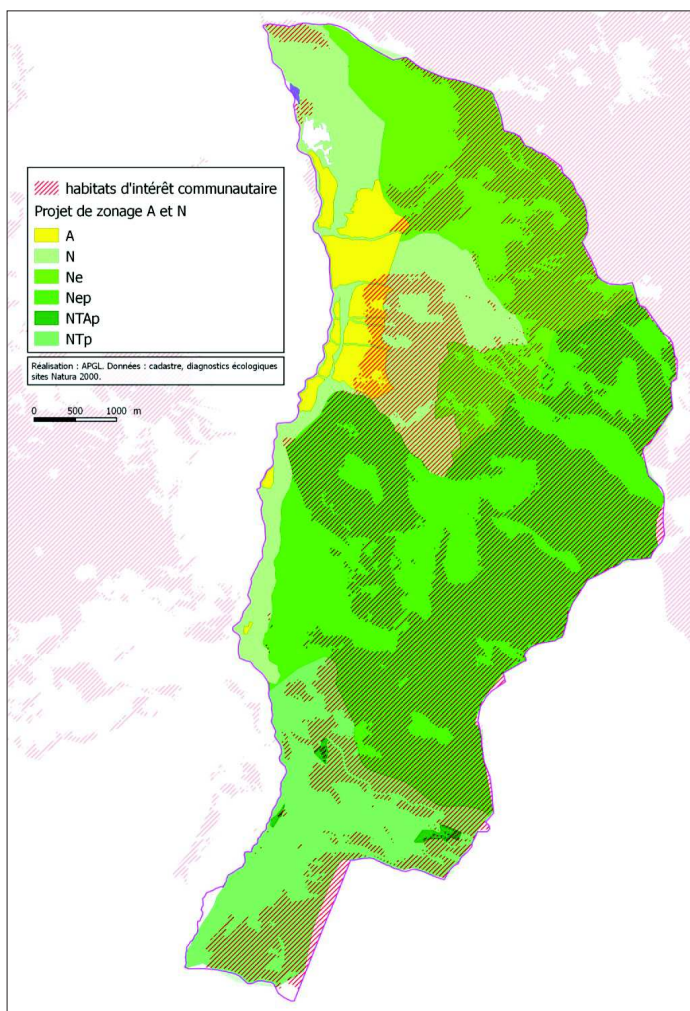 habitats d'intérêt communautaire
Projet de zonage A et N
A
N
Ne
Nep
NTAp
NTp
Réalisation : APGL. Données : cadastre, diagnostics écologiques
sites Natura 2000.
0 500 1000 m